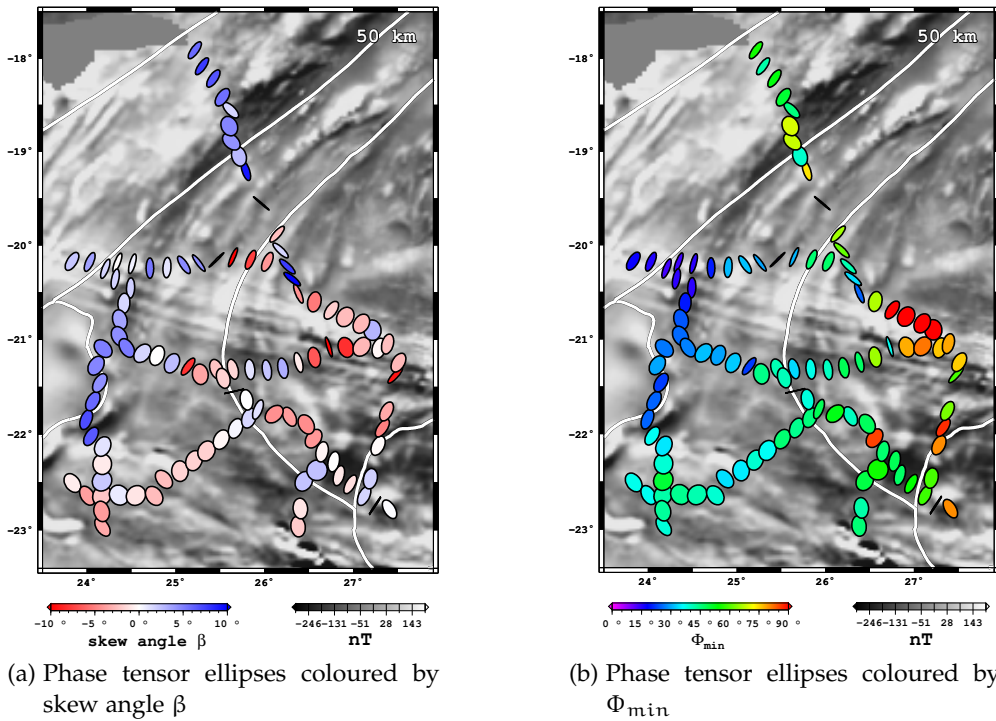 50 km
-18°
-19°
-20°
-21°
-22°
-23°
24° 25° 26° 27°
-10 ° -5 ° 0 ° 5 ° 10 °
skew angle β
-246-131 -51 28 143
nT
(a) Phase tensor ellipses coloured by
skew angle β
50 km
-18°
-19°
-20°
-21°
-22°
-23°
24° 25° 26° 27°
0 ° 15 ° 30 ° 45 ° 60 ° 75 ° 90 °
Φmin
-246-131 -51 28 143
nT
(b) Phase tensor ellipses coloured by
Φmin